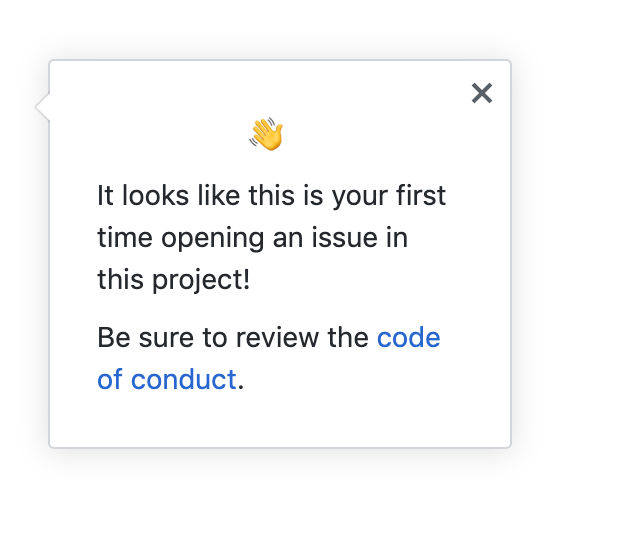 It looks like this is your first
time opening an issue in
this project!
Be sure to review the code
of conduct.